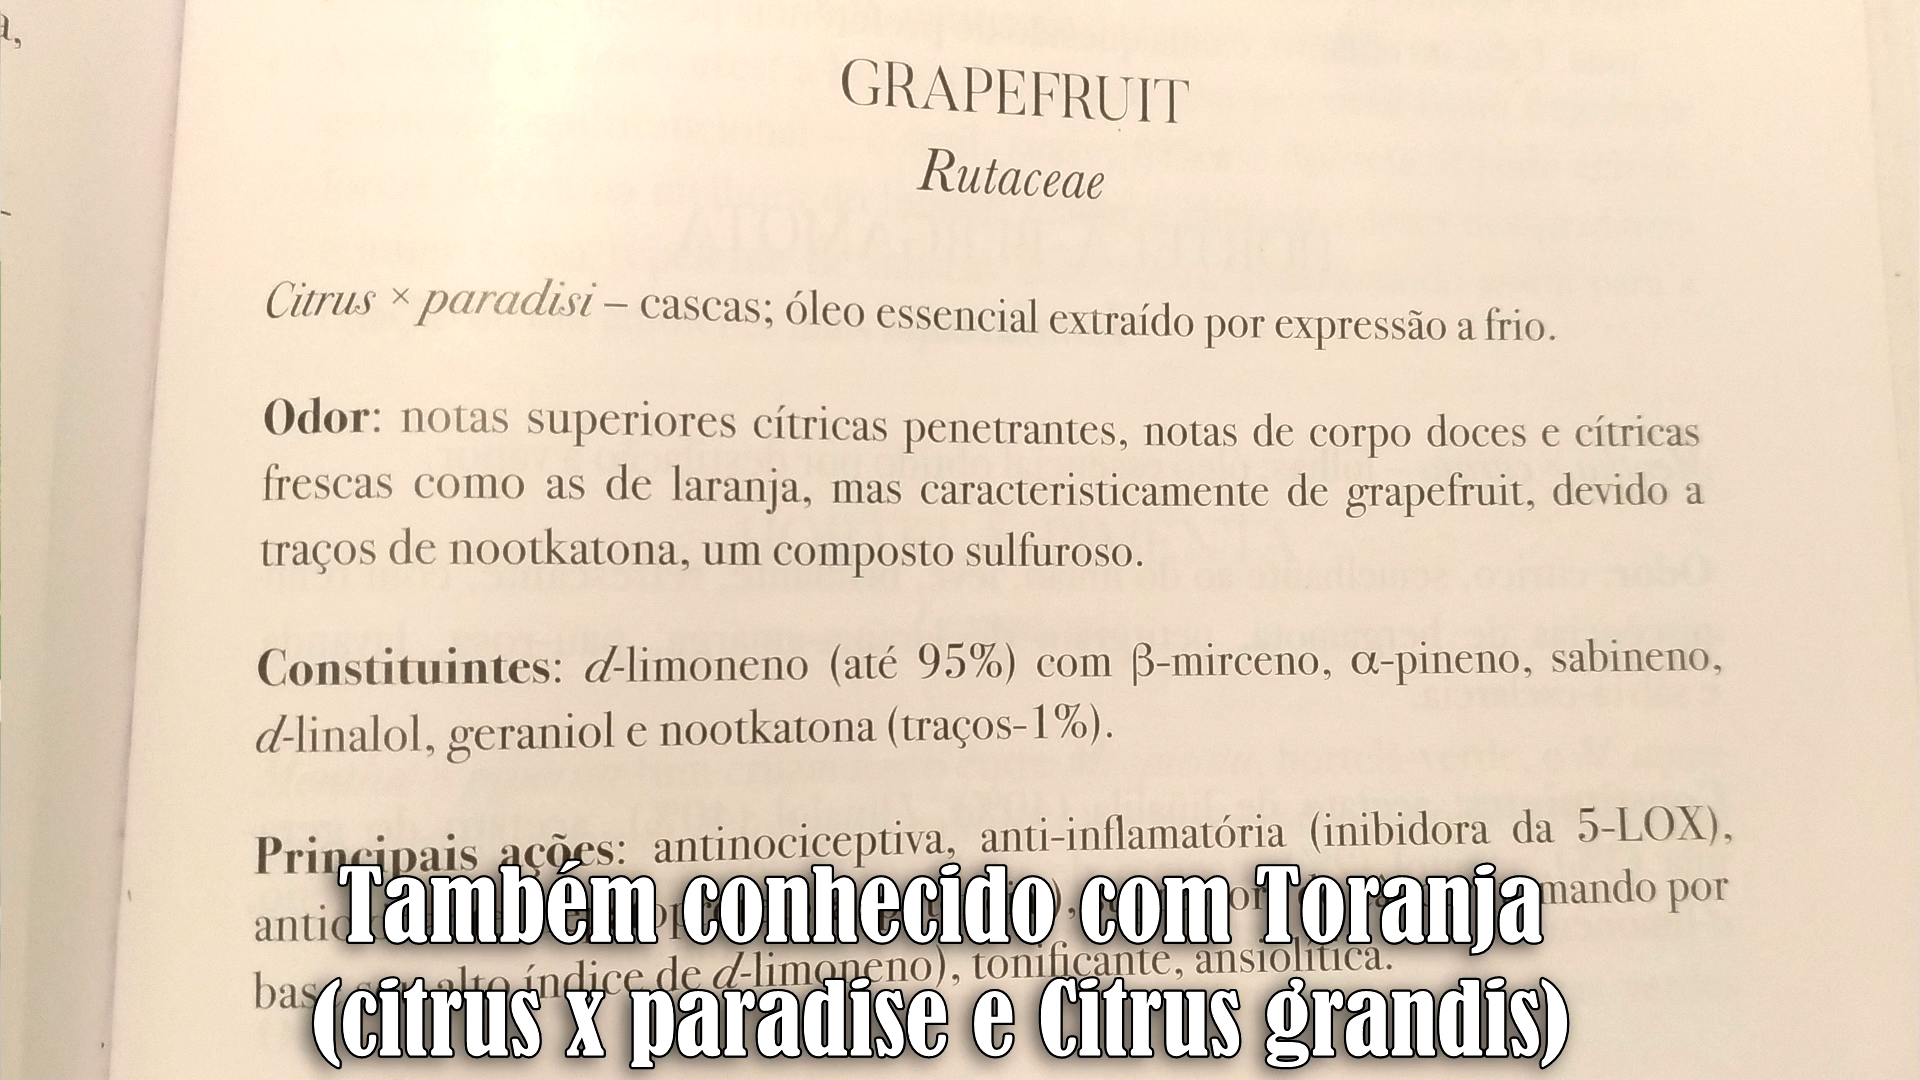 a,
GRAPEFRUIT
Rutaceae
Citrus × paradisi – cascas; óleo essencial extraído por expressão a frio.
Odor: notas superiores cítricas penetrantes, notas de corpo doces e cítricas
frescas como as de laranja, mas caracteristicamente de grapefruit, devido a
traços de nootkatona, um composto sulfuroso.
Constituintes: d-limoneno (até 95%) com β-mirceno, α-pineno, sabineno,
d-linalol, geraniol e nootkatona (traços-1%).
Principais ações: antinociceptiva, anti-inflamatória (inibidora da 5-LOX),
mando por
alto índice de d-limoneno), tonificante, ansiolítica.
Também conhecido com Toranja
(citrus x paradise e Citrus grandis)